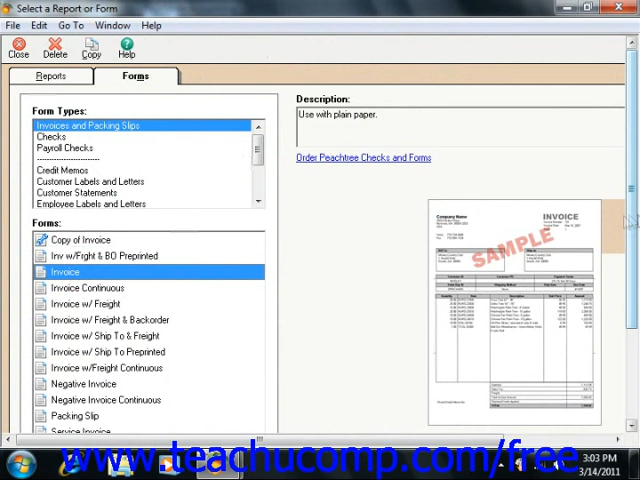 Select a Report or Form
File Edit Go To Window Help
Close Delete Copy Help
Reports Forms
Form Types:
Invoices and Packing Slips
Checks
Payroll Checks
------------------------
Credit Memos
Customer Labels and Letters
Customer Statements
Employee Labels and Letters
Forms:
Copy of Invoice
Inv w/Frght & BO Preprinted
Invoice
Invoice Continuous
Invoice w/ Freight
Invoice w/ Freight & Backorder
Invoice w/ Ship To & Freight
Invoice w/ Ship To Preprinted
Invoice w/Freight Continuous
Negative Invoice
Negative Invoice Continuous
Packing Slip
Service Invoice
Description:
Use with plain paper.
Order Peachtree Checks and Forms
Company Name
INVOICE
SAMPLE
www.teachucomp.com/free
3:03 PM
3/14/2011